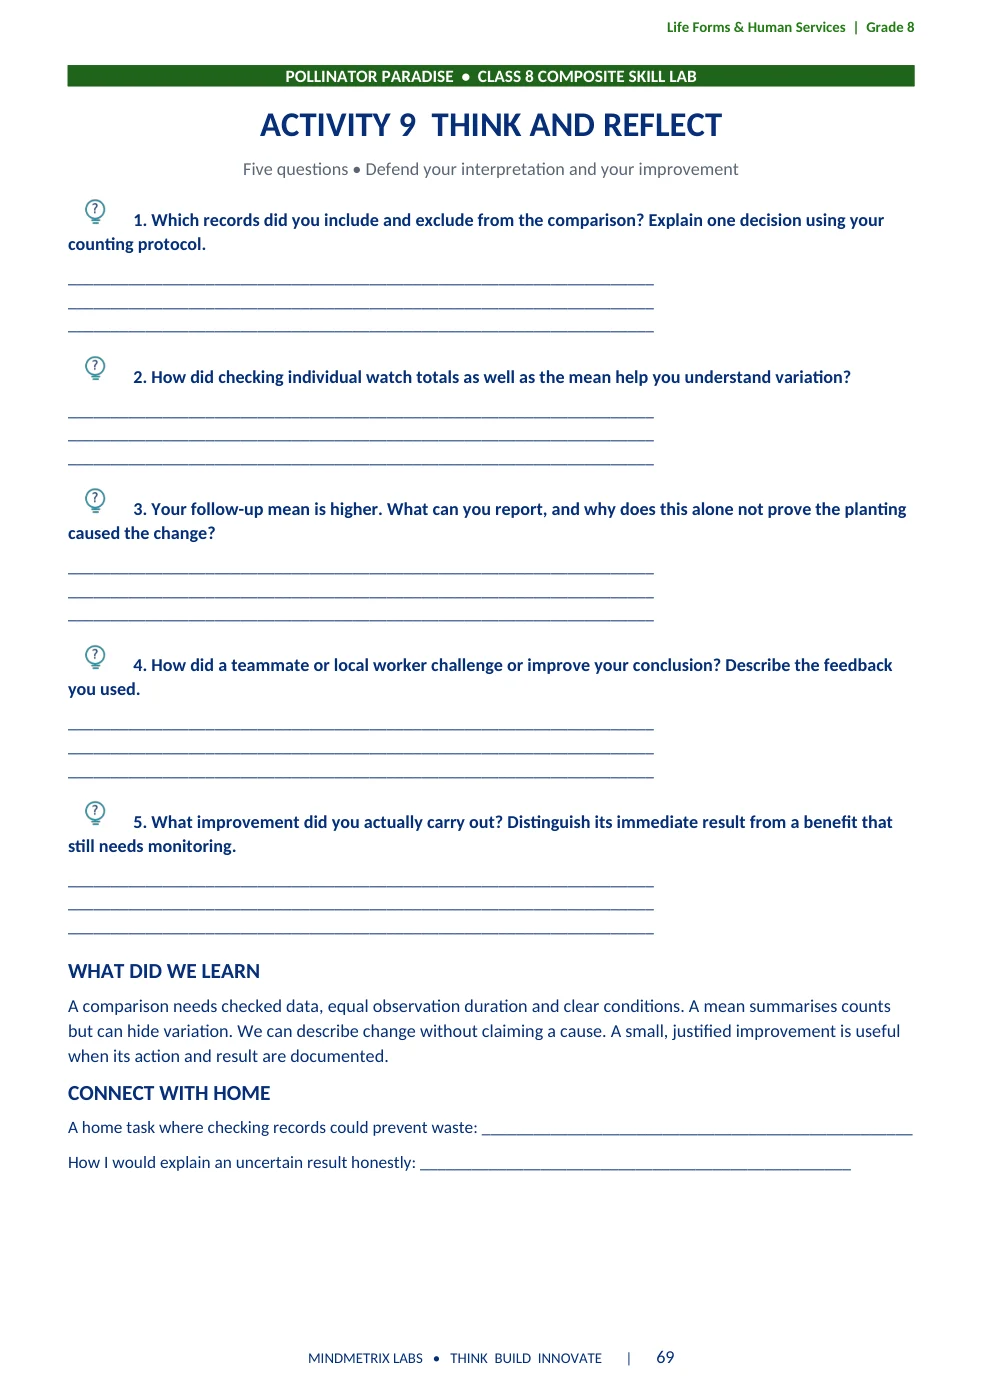 Life Forms & Human Services | Grade 8
POLLINATOR PARADISE ● CLASS 8 COMPOSITE SKILL LAB
ACTIVITY 9 THINK AND REFLECT
Five questions • Defend your interpretation and your improvement
? 1. Which records did you include and exclude from the comparison? Explain one decision using your
counting protocol.
? 2. How did checking individual watch totals as well as the mean help you understand variation?
? 3. Your follow-up mean is higher. What can you report, and why does this alone not prove the planting
caused the change?
? 4. How did a teammate or local worker challenge or improve your conclusion? Describe the feedback
you used.
? 5. What improvement did you actually carry out? Distinguish its immediate result from a benefit that
still needs monitoring.
WHAT DID WE LEARN
A comparison needs checked data, equal observation duration and clear conditions. A mean summarises counts
but can hide variation. We can describe change without claiming a cause. A small, justified improvement is useful
when its action and result are documented.
CONNECT WITH HOME
A home task where checking records could prevent waste: ____
How I would explain an uncertain result honestly: ____
MINDMETRIX LABS • THINK BUILD INNOVATE | 69